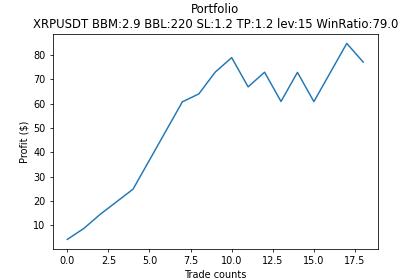 Portfolio
XRPUSDT BBM:2.9 BBL:220 SL:1.2 TP:1.2 lev:15 WinRatio:79.0
Profit ($)
80
70
60
50
40
30
20
10
0.0 2.5 5.0 7.5 10.0 12.5 15.0 17.5
Trade counts